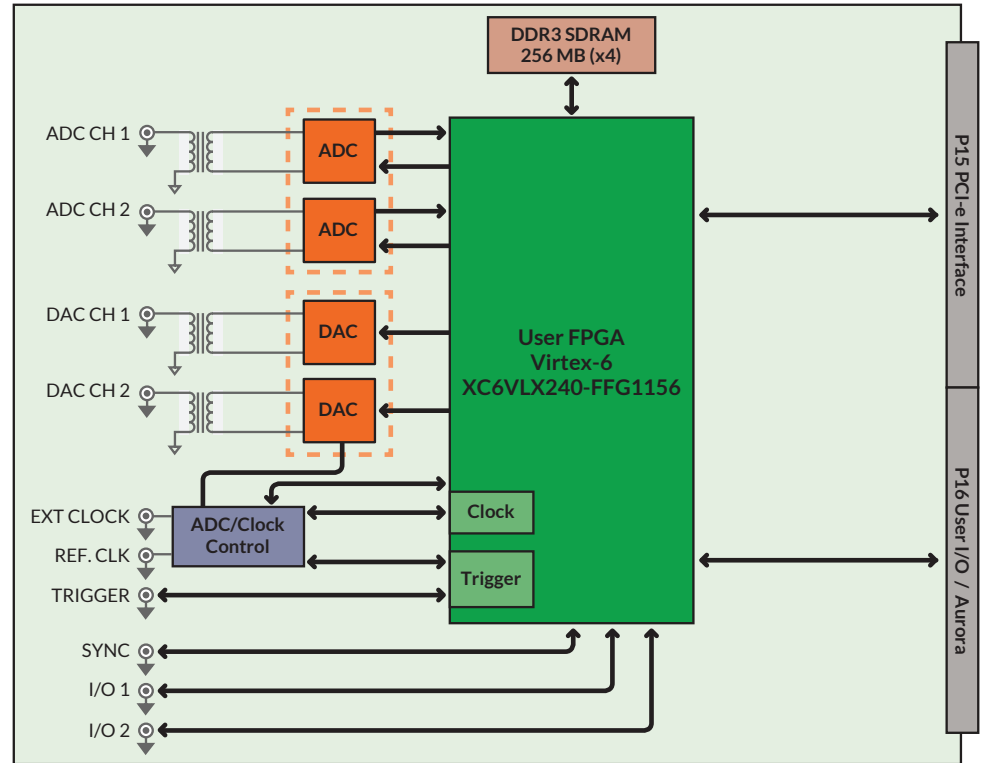 DDR3 SDRAM
256 MB (x4)
ADC CH 1
ADC
ADC CH 2
ADC
DAC CH 1
DAC
DAC CH 2
DAC
User FPGA
Virtex-6
XC6VLX240-FFG1156
P15 PCI-e Interface
EXT CLOCK
ADC/Clock
Control
Clock
REF. CLK
Trigger
TRIGGER
P16 User I/O / Aurora
SYNC
I/O 1
I/O 2